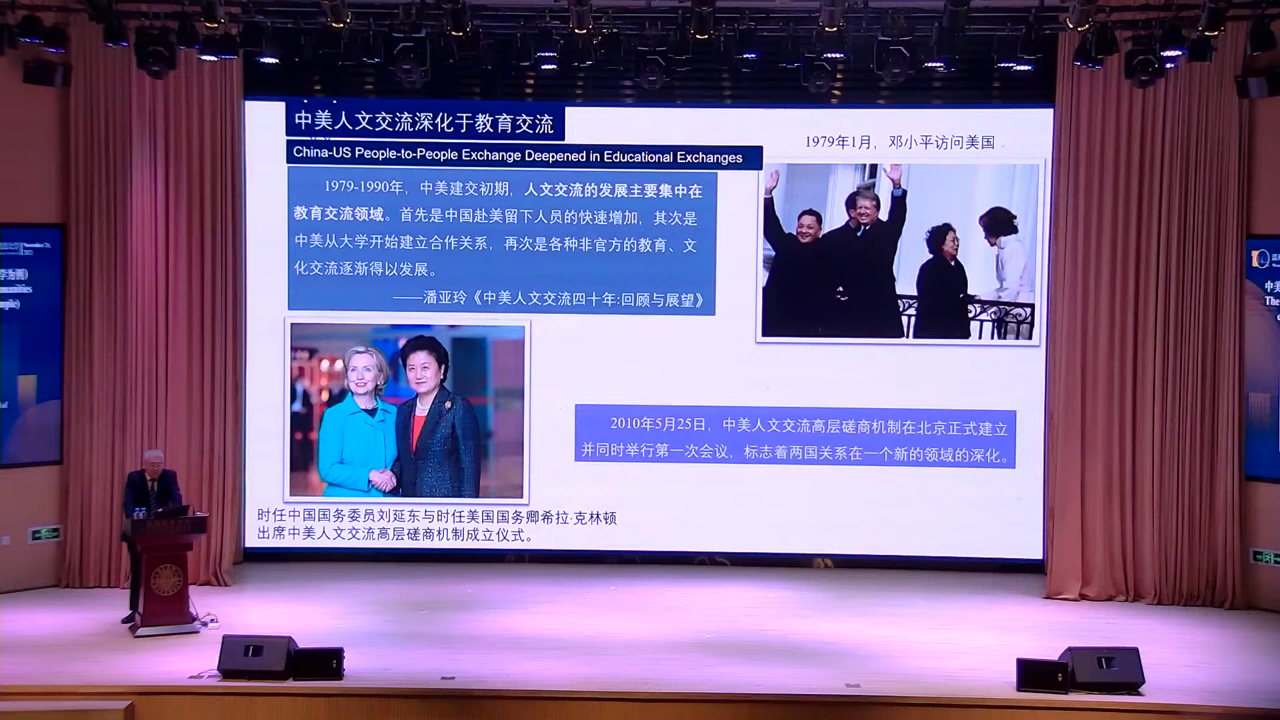 中美人文交流深化于教育交流
China-US People-to-People Exchange Deepened in Educational Exchanges
1979年1月，邓小平访问美国
1979-1990年，中美建交初期，人文交流的发展主要集中在
教育交流领域。首先是中国赴美留下人员的快速增加，其次是
中美从大学开始建立合作关系，再次是各种非官方的教育、文
化交流逐渐得以发展。
——潘亚玲《中美人文交流四十年:回顾与展望》
2010年5月25日，中美人文交流高层磋商机制在北京正式建立
并同时举行第一次会议，标志着两国关系在一个新的领域的深化。
时任中国国务委员刘延东与时任美国国务卿希拉·克林顿
出席中美人文交流高层磋商机制成立仪式。
中美
The